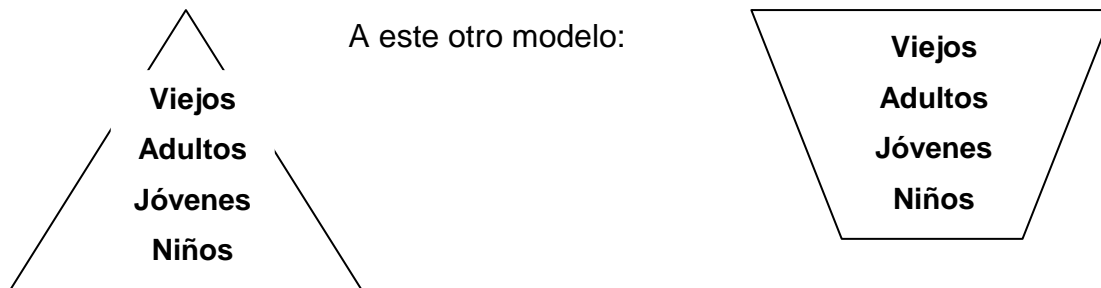 A este otro modelo:
Viejos
Adultos
Jóvenes
Niños
Viejos
Adultos
Jóvenes
Niños